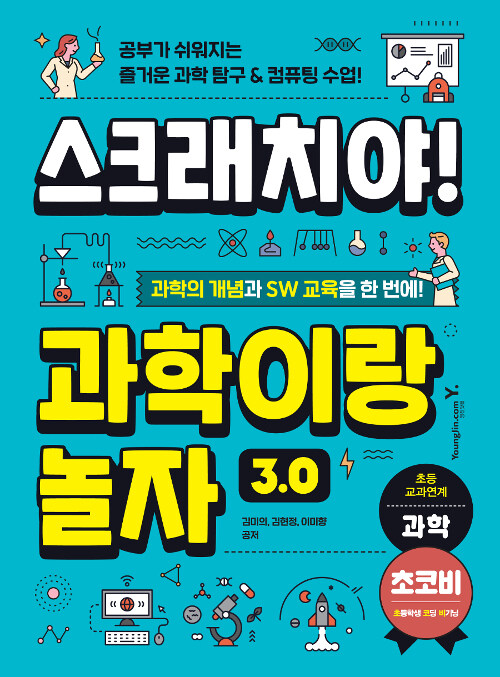 공부가 쉬워지는
즐거운 과학 탐구 & 컴퓨팅 수업!
스크래치야!
과학의 개념과 SW 교육을 한 번에!
과학이랑
놀자
3.0
김미의, 김현정, 이미향
공저
Y.
YoungJin.com
초등
교과연계
과학
초코비
초등학생 코딩 비기닝